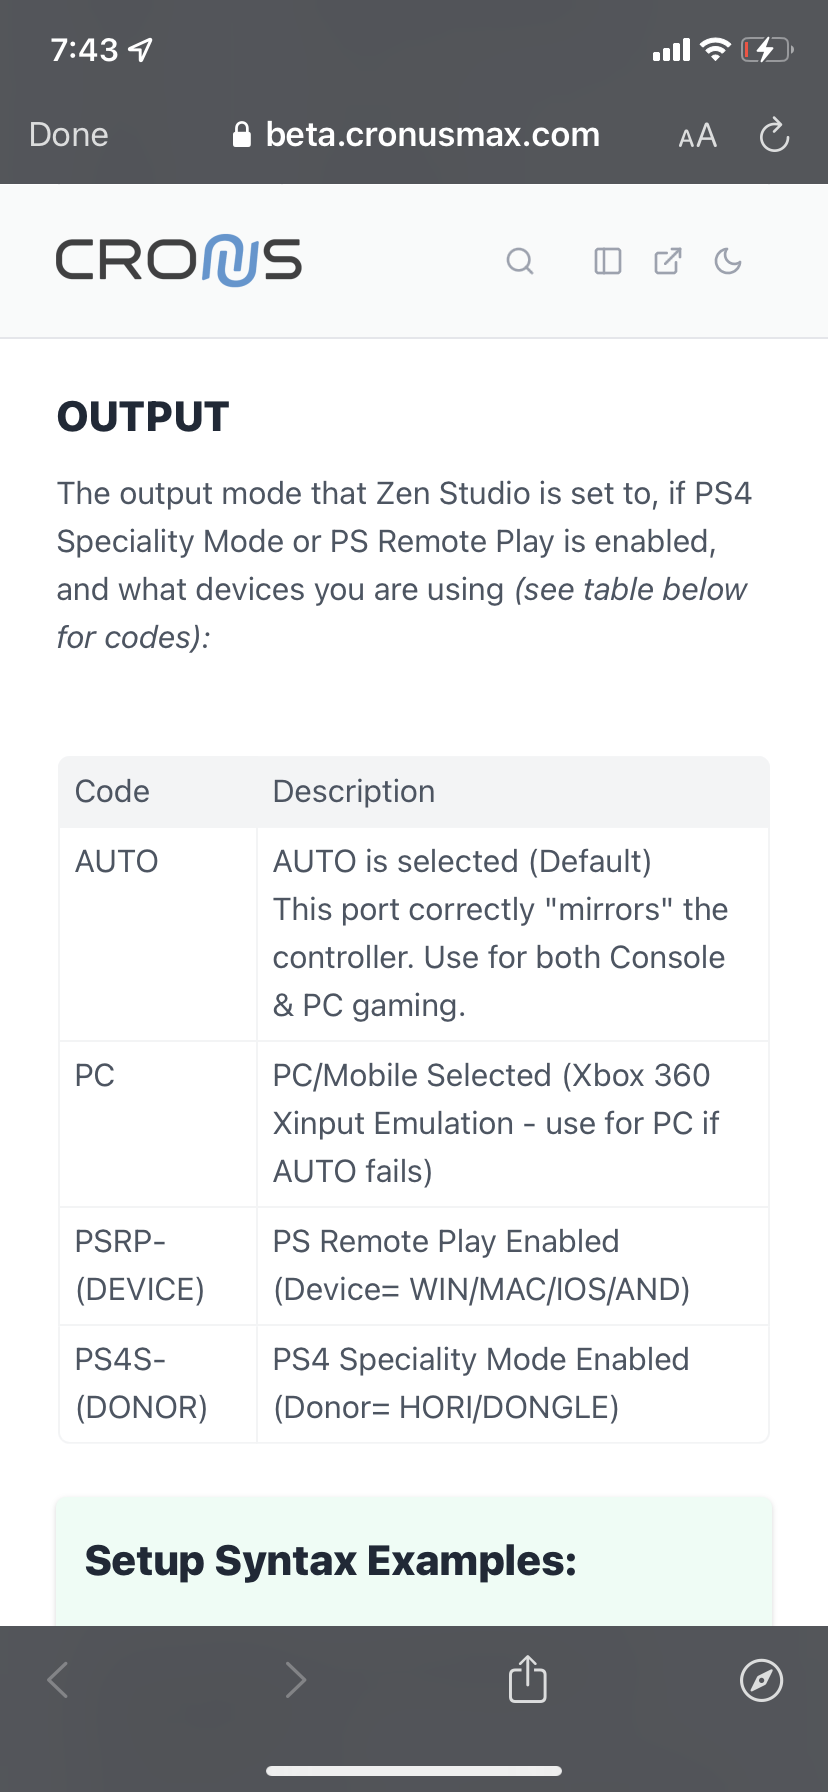 7:43
Done
beta.cronusmax.com
AA
CRONUS
OUTPUT
The output mode that Zen Studio is set to, if PS4
Speciality Mode or PS Remote Play is enabled,
and what devices you are using (see table below
for codes):
Code
Description
AUTO
AUTO is selected (Default)
This port correctly "mirrors" the
controller. Use for both Console
& PC gaming.
PC
PC/Mobile Selected (Xbox 360
Xinput Emulation - use for PC if
AUTO fails)
PSRP-
(DEVICE)
PS Remote Play Enabled
(Device= WIN/MAC/IOS/AND)
PS4S-
(DONOR)
PS4 Speciality Mode Enabled
(Donor= HORI/DONGLE)
Setup Syntax Examples: